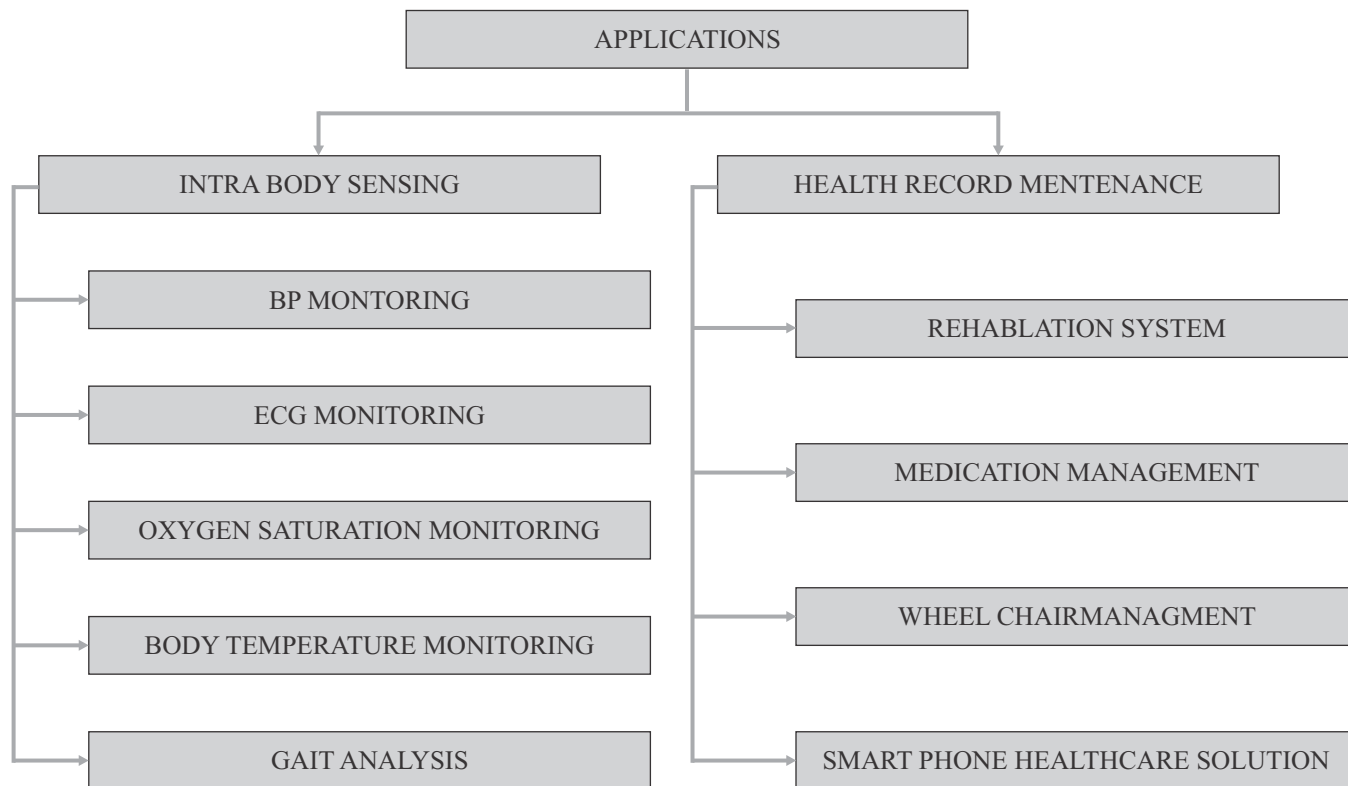 APPLICATIONS
INTRA BODY SENSING
BP MONTORING
ECG MONITORING
OXYGEN SATURATION MONITORING
BODY TEMPERATURE MONITORING
GAIT ANALYSIS
HEALTH RECORD MENTENANCE
REHABLATION SYSTEM
MEDICATION MANAGEMENT
WHEEL CHAIRMANAGMENT
SMART PHONE HEALTHCARE SOLUTION